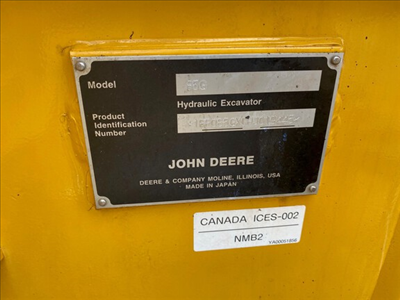 Model
Hydraulic Excavator
Product
Identification
Number
JOHN DEERE
DEERE & COMPANY MOLINE, ILLINOIS, USA
MADE IN JAPAN
CANADA ICES-002
NMB2